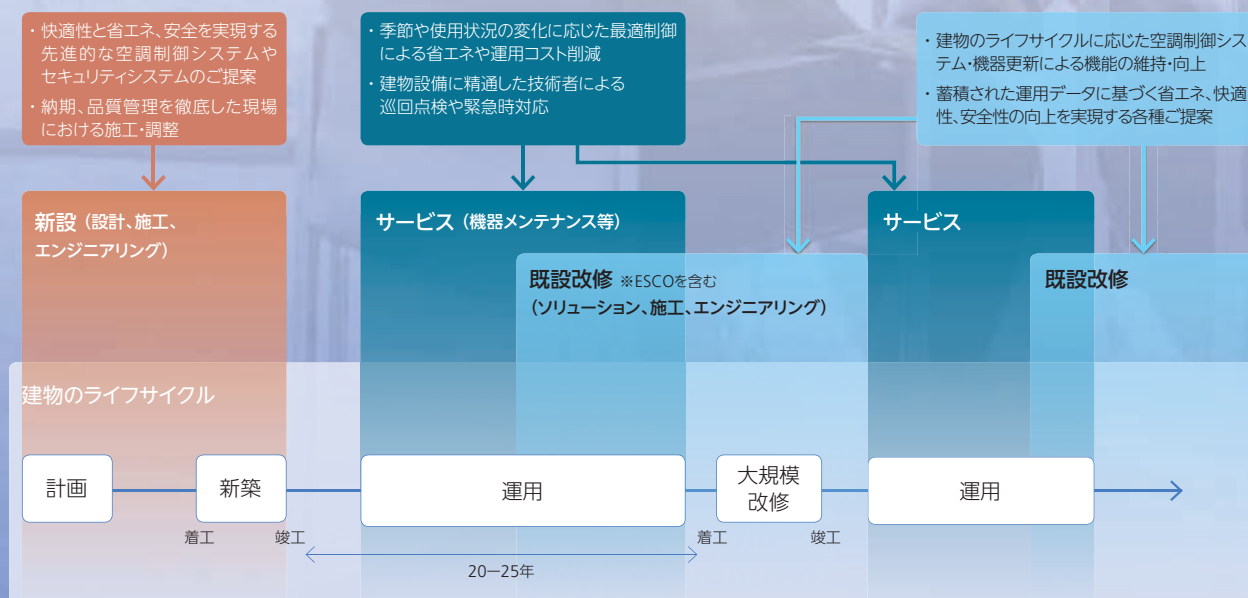 ・快適性と省エネ、安全を実現する
先進的な空調制御システムや
セキュリティシステムのご提案
・納期、品質管理を徹底した現場
における施工・調整
・季節や使用状況の変化に応じた最適制御
による省エネや運用コスト削減
・建物設備に精通した技術者による
巡回点検や緊急時対応
・建物のライフサイクルに応じた空調制御シス
テム・機器更新による機能の維持・向上
・蓄積された運用データに基づく省エネ、快適
性、安全性の向上を実現する各種ご提案
新設（設計、施工、
エンジニアリング）
サービス（機器メンテナンス等）
既設改修 ※ESCOを含む
（ソリューション、施工、エンジニアリング）
サービス
既設改修
建物のライフサイクル
計画
新築
運用
大規模
改修
運用
着工
竣工
着工
竣工
20ー25年